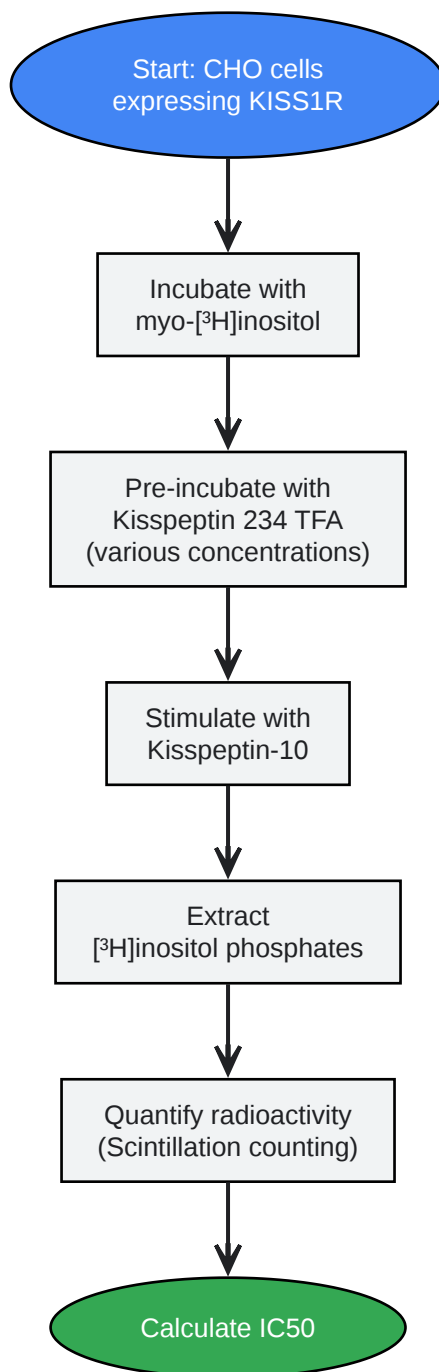 Start: CHO cells
expressing KISS1R
Incubate with
myo-[³H]inositol
Pre-incubate with
Kisspeptin 234 TFA
(various concentrations)
Stimulate with
Kisspeptin-10
Extract
[³H]inositol phosphates
Quantify radioactivity
(Scintillation counting)
Calculate IC50